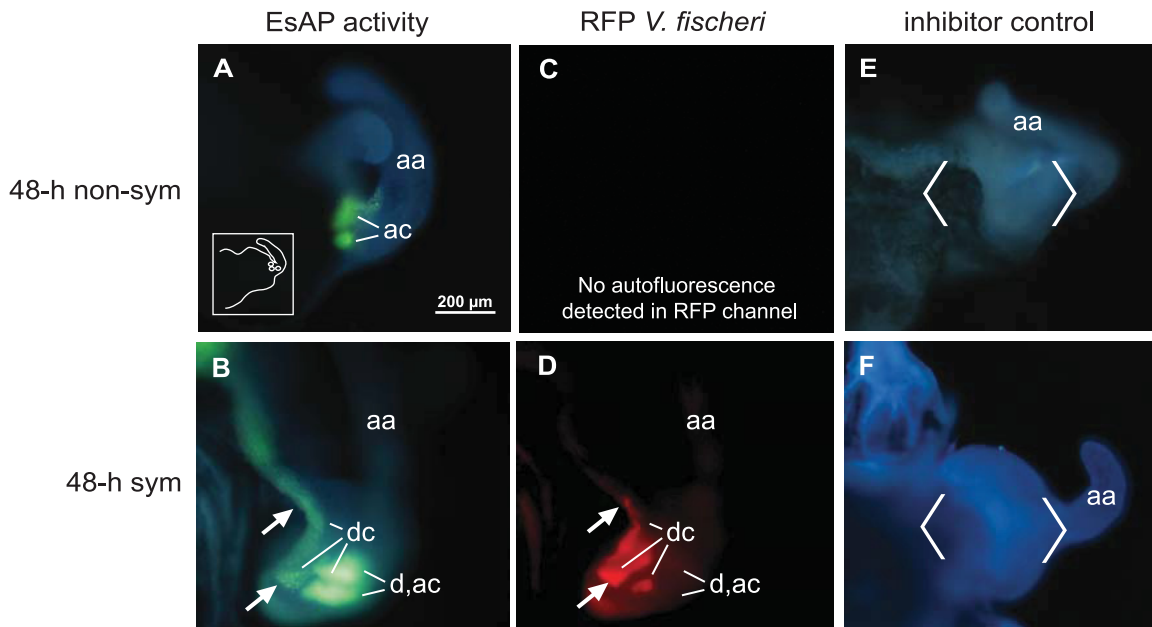 EsAP activity
RFP V. fischeri
inhibitor control
48-h non-sym
A
aa
ac
200 µm
C
No autofluorescence
detected in RFP channel
E
aa
48-h sym
B
aa
dc
d,ac
D
aa
dc
d,ac
F
aa